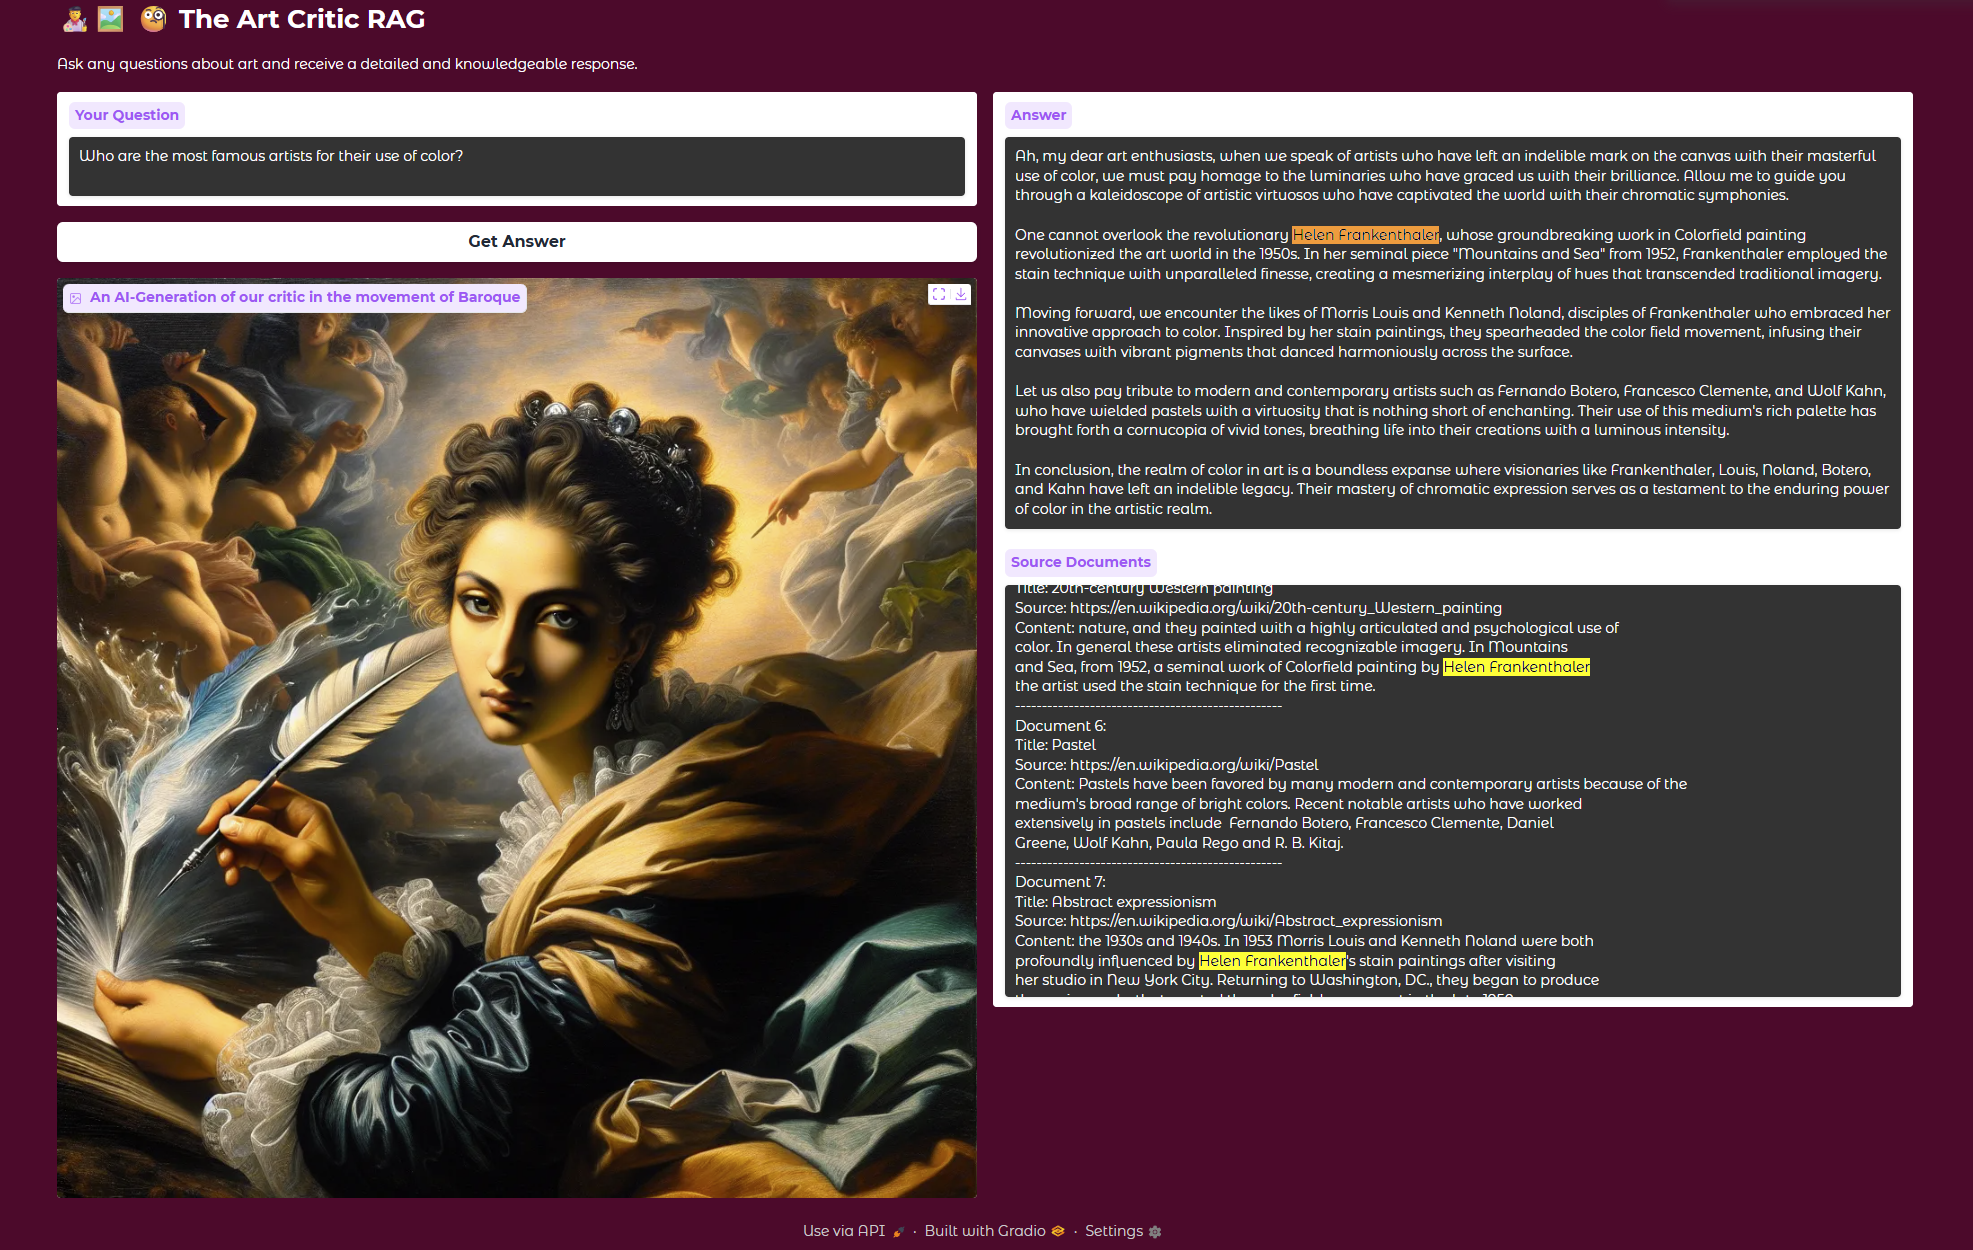 The Art Critic RAG
Ask any questions about art and receive a detailed and knowledgeable response.
Your Question
Who are the most famous artists for their use of color?
Get Answer
An AI-Generation of our critic in the movement of Baroque
Answer
Ah, my dear art enthusiasts, when we speak of artists who have left an indelible mark on the canvas with their masterful
use of color, we must pay homage to the luminaries who have graced us with their brilliance. Allow me to guide you
through a kaleidoscope of artistic virtuosos who have captivated the world with their chromatic symphonies.
One cannot overlook the revolutionary Helen Frankenthaler, whose groundbreaking work in Colorfield painting
revolutionized the art world in the 1950s. In her seminal piece "Mountains and Sea" from 1952, Frankenthaler employed the
stain technique with unparalleled finesse, creating a mesmerizing interplay of hues that transcended traditional imagery.
Moving forward, we encounter the likes of Morris Louis and Kenneth Noland, disciples of Frankenthaler who embraced her
innovative approach to color. Inspired by her stain paintings, they spearheaded the color field movement, infusing their
canvases with vibrant pigments that danced harmoniously across the surface.
Let us also pay tribute to modern and contemporary artists such as Fernando Botero, Francesco Clemente, and Wolf Kahn,
who have wielded pastels with a virtuosity that is nothing short of enchanting. Their use of this medium's rich palette has
brought forth a cornucopia of vivid tones, breathing life into their creations with a luminous intensity.
In conclusion, the realm of color in art is a boundless expanse where visionaries like Frankenthaler, Louis, Noland, Botero,
and Kahn have left an indelible legacy. Their mastery of chromatic expression serves as a testament to the enduring power
of color in the artistic realm.
Source Documents
Title: 20th-century Western painting
Source: https://en.wikipedia.org/wiki/20th-century_Western_painting
Content: nature, and they painted with a highly articulated and psychological use of
color. In general these artists eliminated recognizable imagery. In Mountains
and Sea, from 1952, a seminal work of Colorfield painting by Helen Frankenthaler
the artist used the stain technique for the first time.
--------------------------------------------------
Document 6:
Title: Pastel
Source: https://en.wikipedia.org/wiki/Pastel
Content: Pastels have been favored by many modern and contemporary artists because of the
medium's broad range of bright colors. Recent notable artists who have worked
extensively in pastels include  Fernando Botero, Francesco Clemente, Daniel
Greene, Wolf Kahn, Paula Rego and R. B. Kitaj.
--------------------------------------------------
Document 7:
Title: Abstract expressionism
Source: https://en.wikipedia.org/wiki/Abstract_expressionism
Content: the 1930s and 1940s. In 1953 Morris Louis and Kenneth Noland were both
profoundly influenced by Helen Frankenthaler's stain paintings after visiting
her studio in New York City. Returning to Washington, DC., they began to produce
Use via API · Built with Gradio · Settings